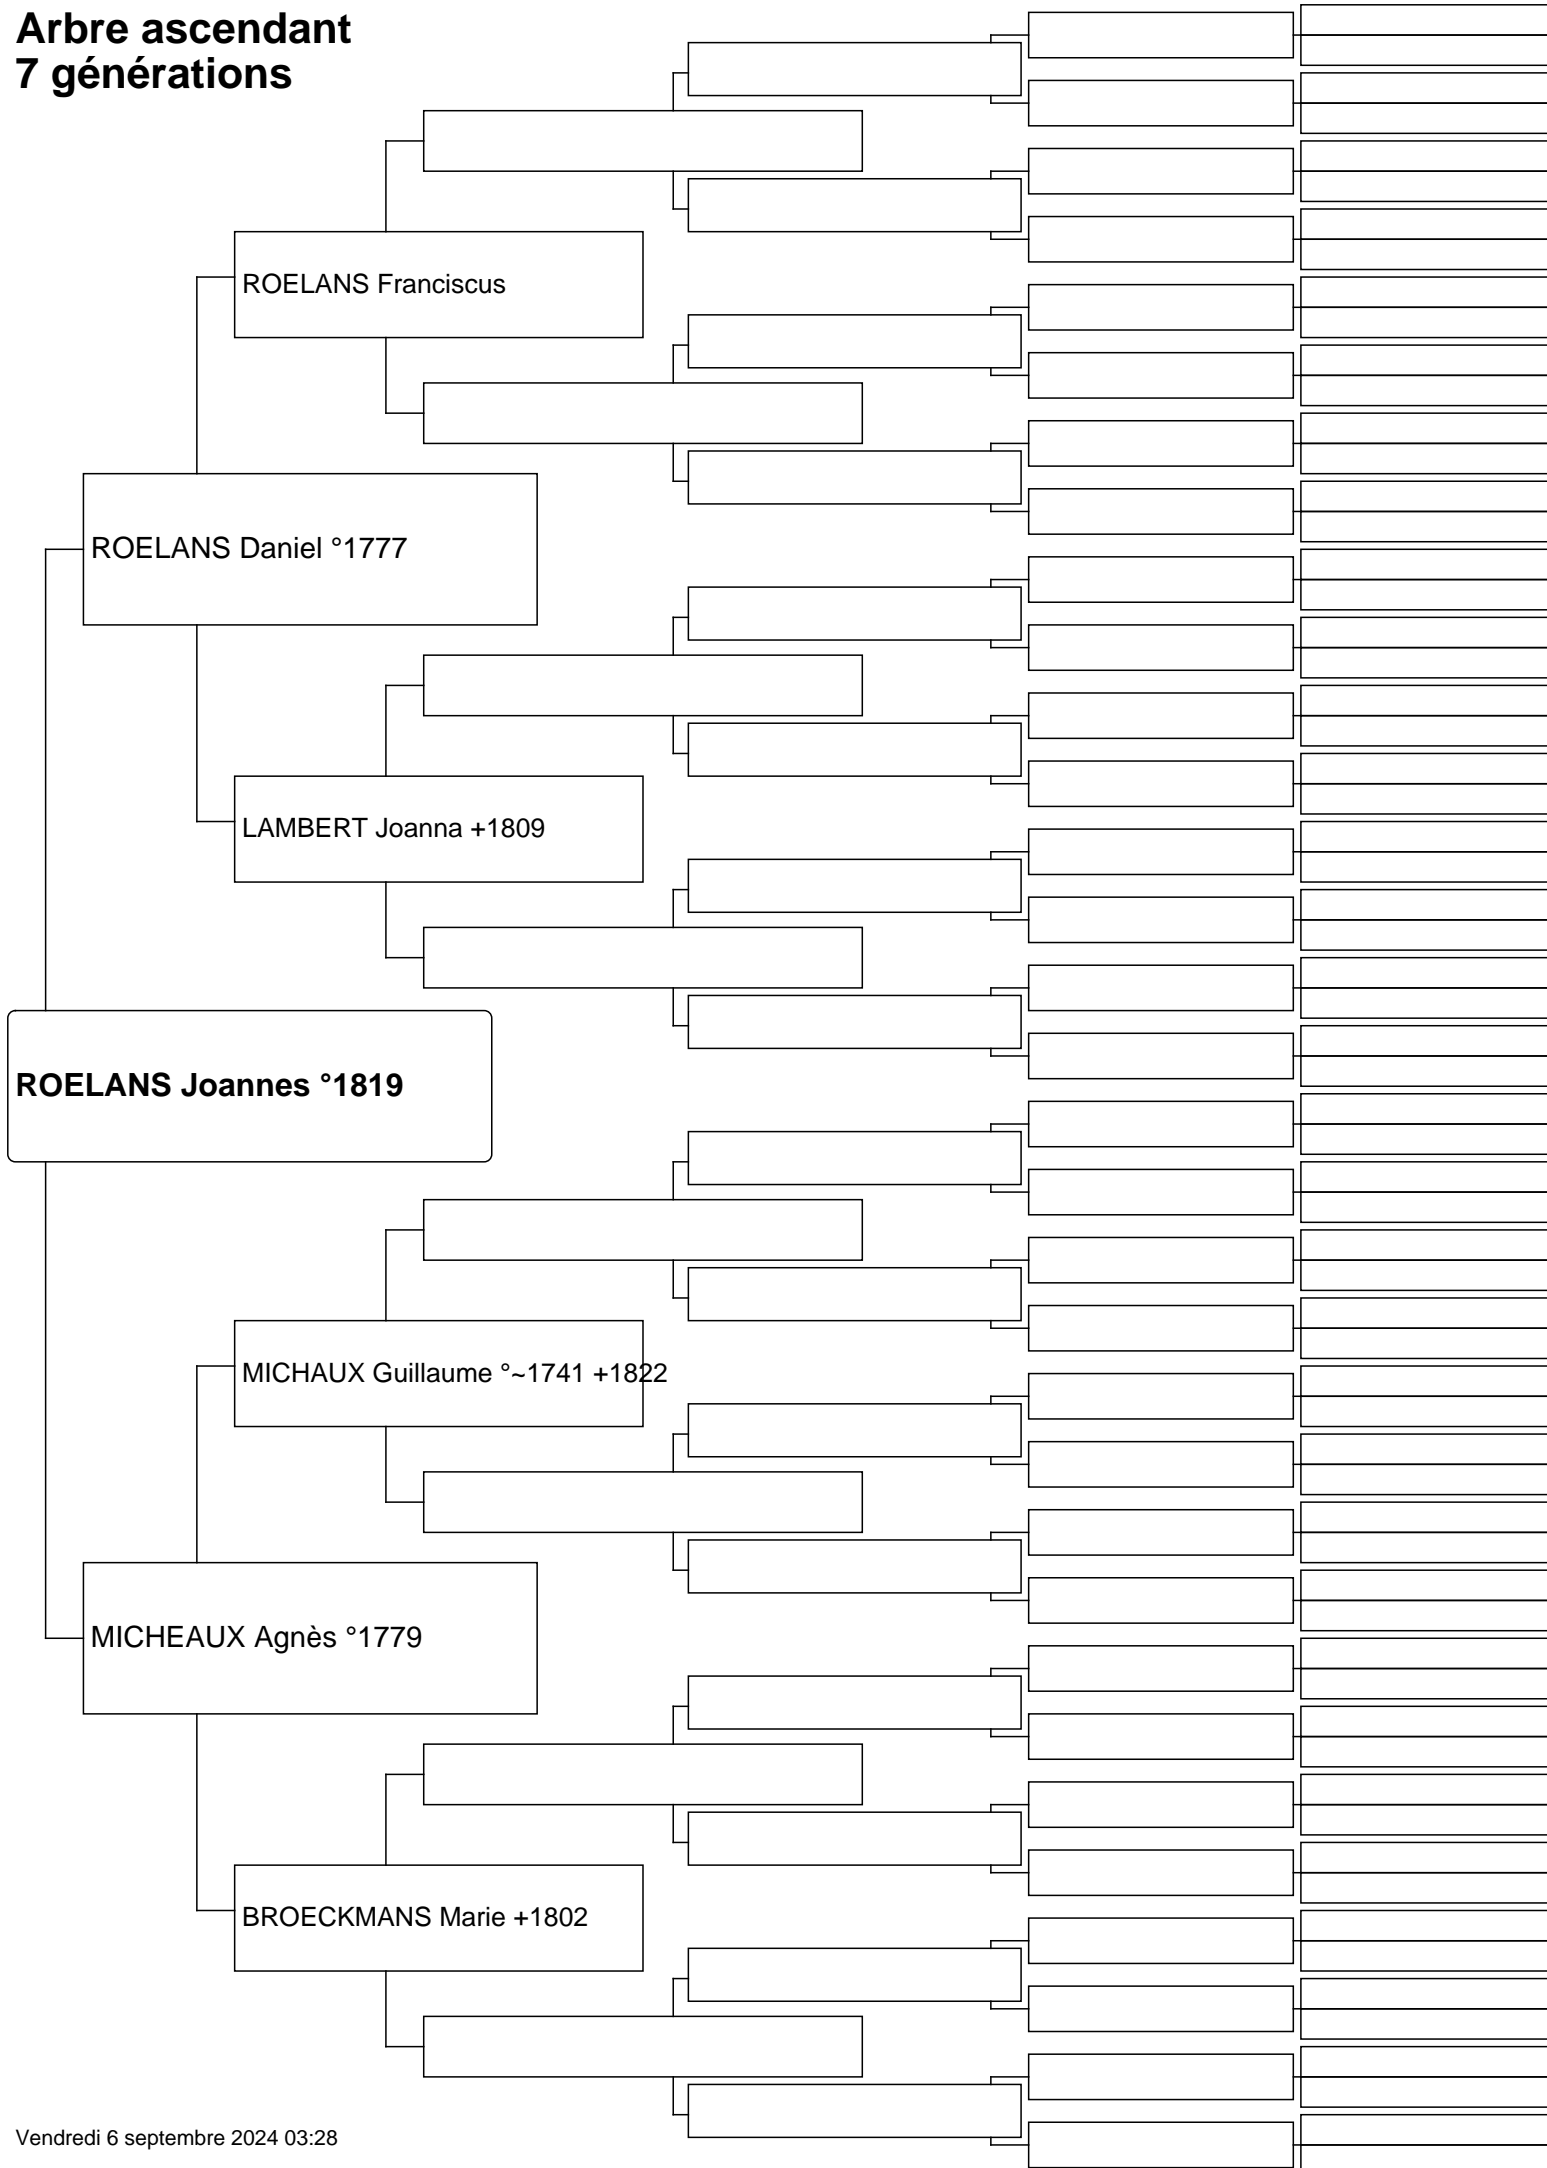 Arbre ascendant
7 générations
ROELANS Franciscus
ROELANS Daniel °1777
LAMBERT Joanna +1809
ROELANS Joannes °1819
MICHAUX Guillaume °~1741 +1822
MICHEAUX Agnès °1779
BROECKMANS Marie +1802
Vendredi 6 septembre 2024 03:28